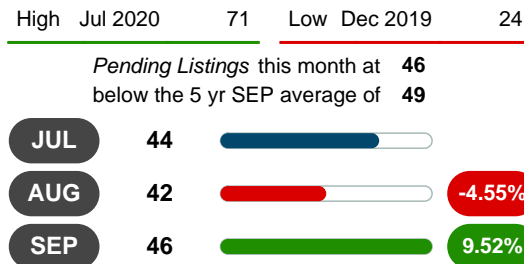 High Jul 2020 71 Low Dec 2019 24
Pending Listings this month at 46
below the 5 yr SEP average of 49
JUL 44
AUG 42 -4.55%
SEP 46 9.52%